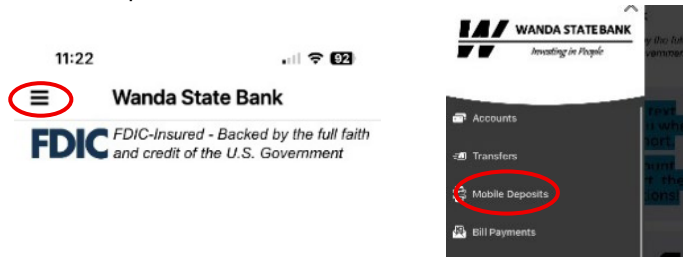 11:22
92
Wanda State Bank
FDIC FDIC-Insured - Backed by the full faith
and credit of the U.S. Government
WANDA STATE BANK
Investing in People
Accounts
Transfers
Mobile Deposits
Bill Payments